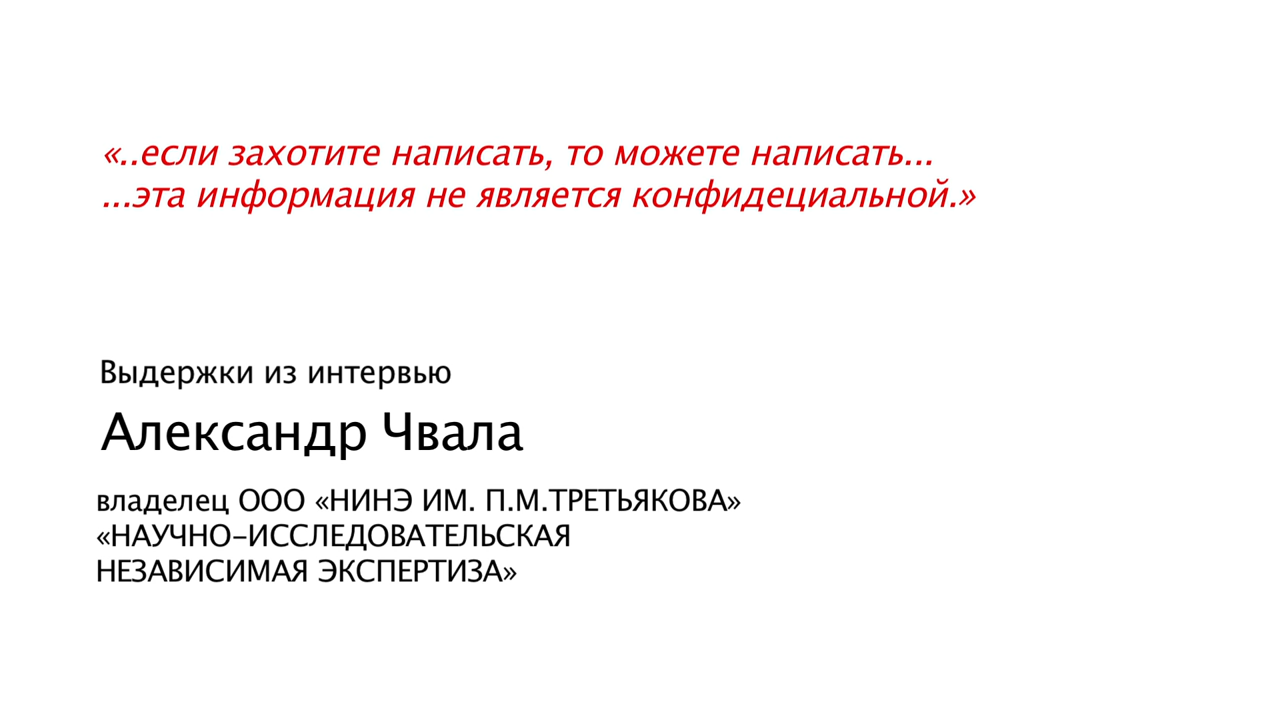 «..если захотите написать, то можете написать...
...эта информация не является конфидециальной.»
Выдержки из интервью
Александр Чвала
владелец ООО «НИНЭ ИМ. П.М.ТРЕТЬЯКОВА»
«НАУЧНО-ИССЛЕДОВАТЕЛЬСКАЯ
НЕЗАВИСИМАЯ ЭКСПЕРТИЗА»